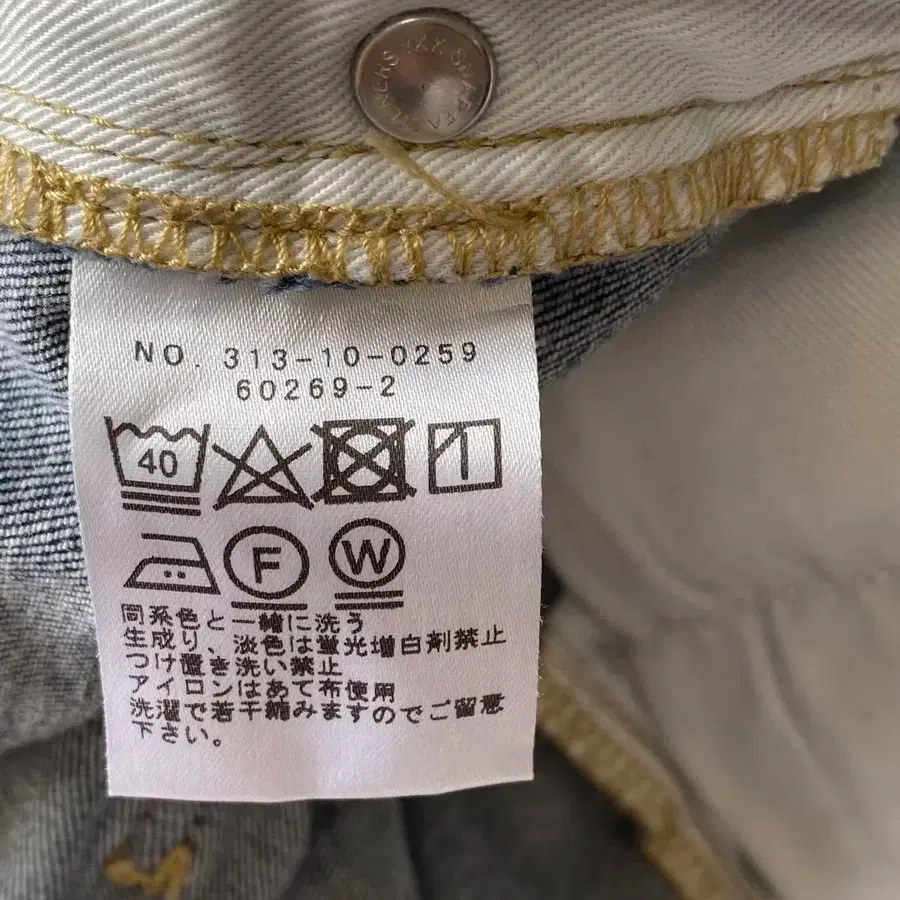 YKK SNAP FASTENERS
NO. 313-10-0259
60269-2
40
F
W
同系色と一緒に洗う
生成り、淡色は蛍光増白剤禁止
つけ置き洗い禁止
アイロンはあて布使用
洗濯で若干縮みますのでご留意
下さい。